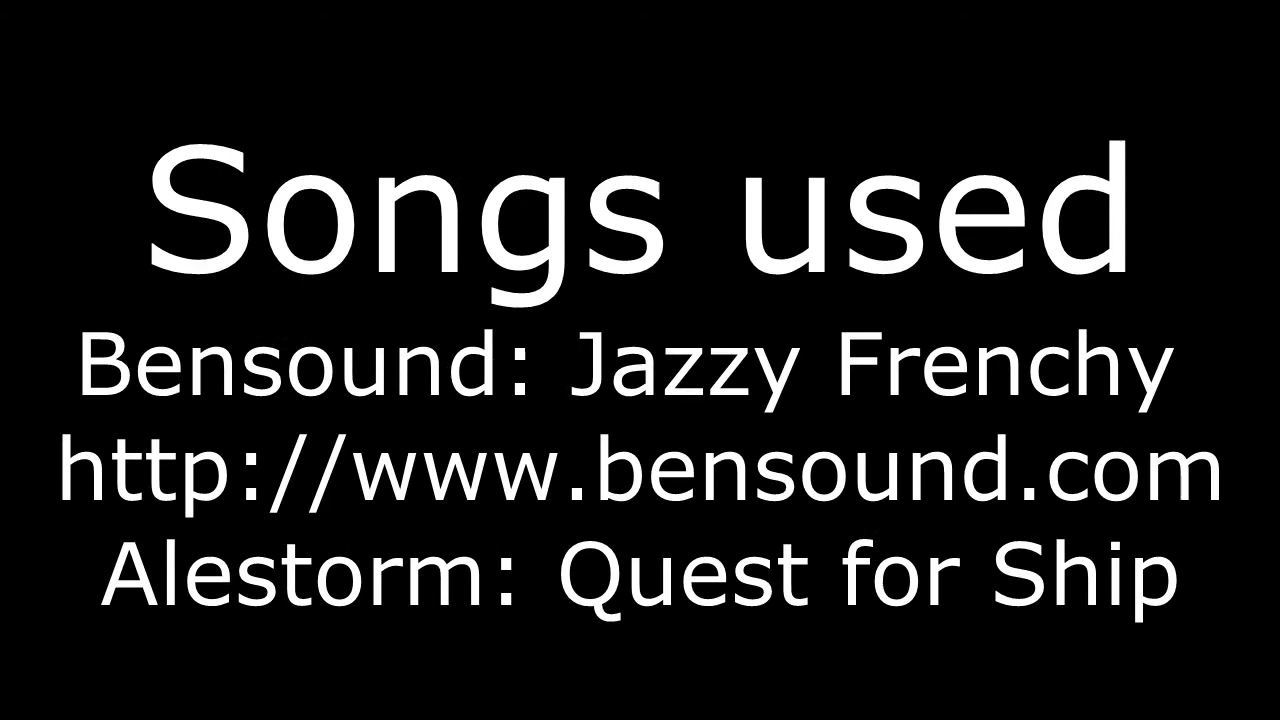 Songs used
Bensound: Jazzy Frenchy
http://www.bensound.com
Alestorm: Quest for Ship